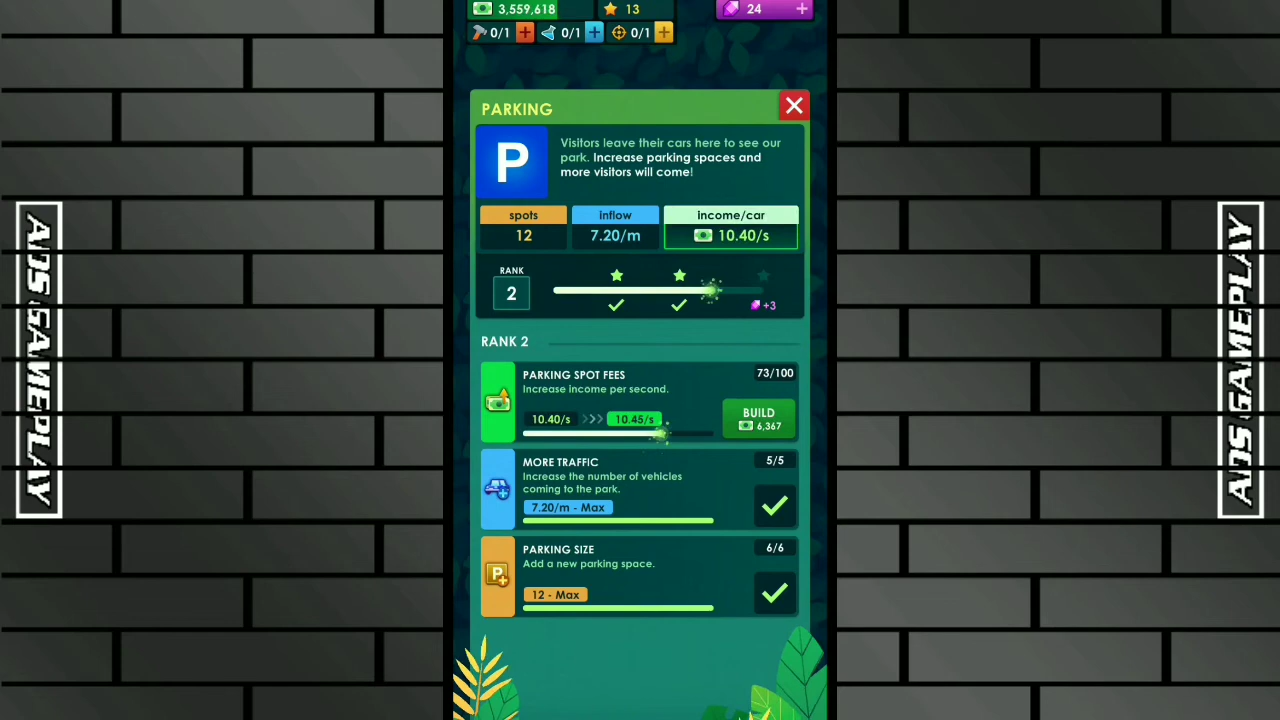 3,559,618
13
24
0/1
0/1
0/1
PARKING
P
Visitors leave their cars here to see our
park. Increase parking spaces and
more visitors will come!
spots
inflow
income/car
12
7.20/m
10.40/s
RANK
2
+3
RANK 2
PARKING SPOT FEES
73/100
Increase income per second.
10.40/s >>> 10.45/s
BUILD
6,367
MORE TRAFFIC
5/5
Increase the number of vehicles
coming to the park.
7.20/m - Max
PARKING SIZE
6/6
Add a new parking space.
P
12 - Max
ADS GAMEPLAY
ADS GAMEPLAY